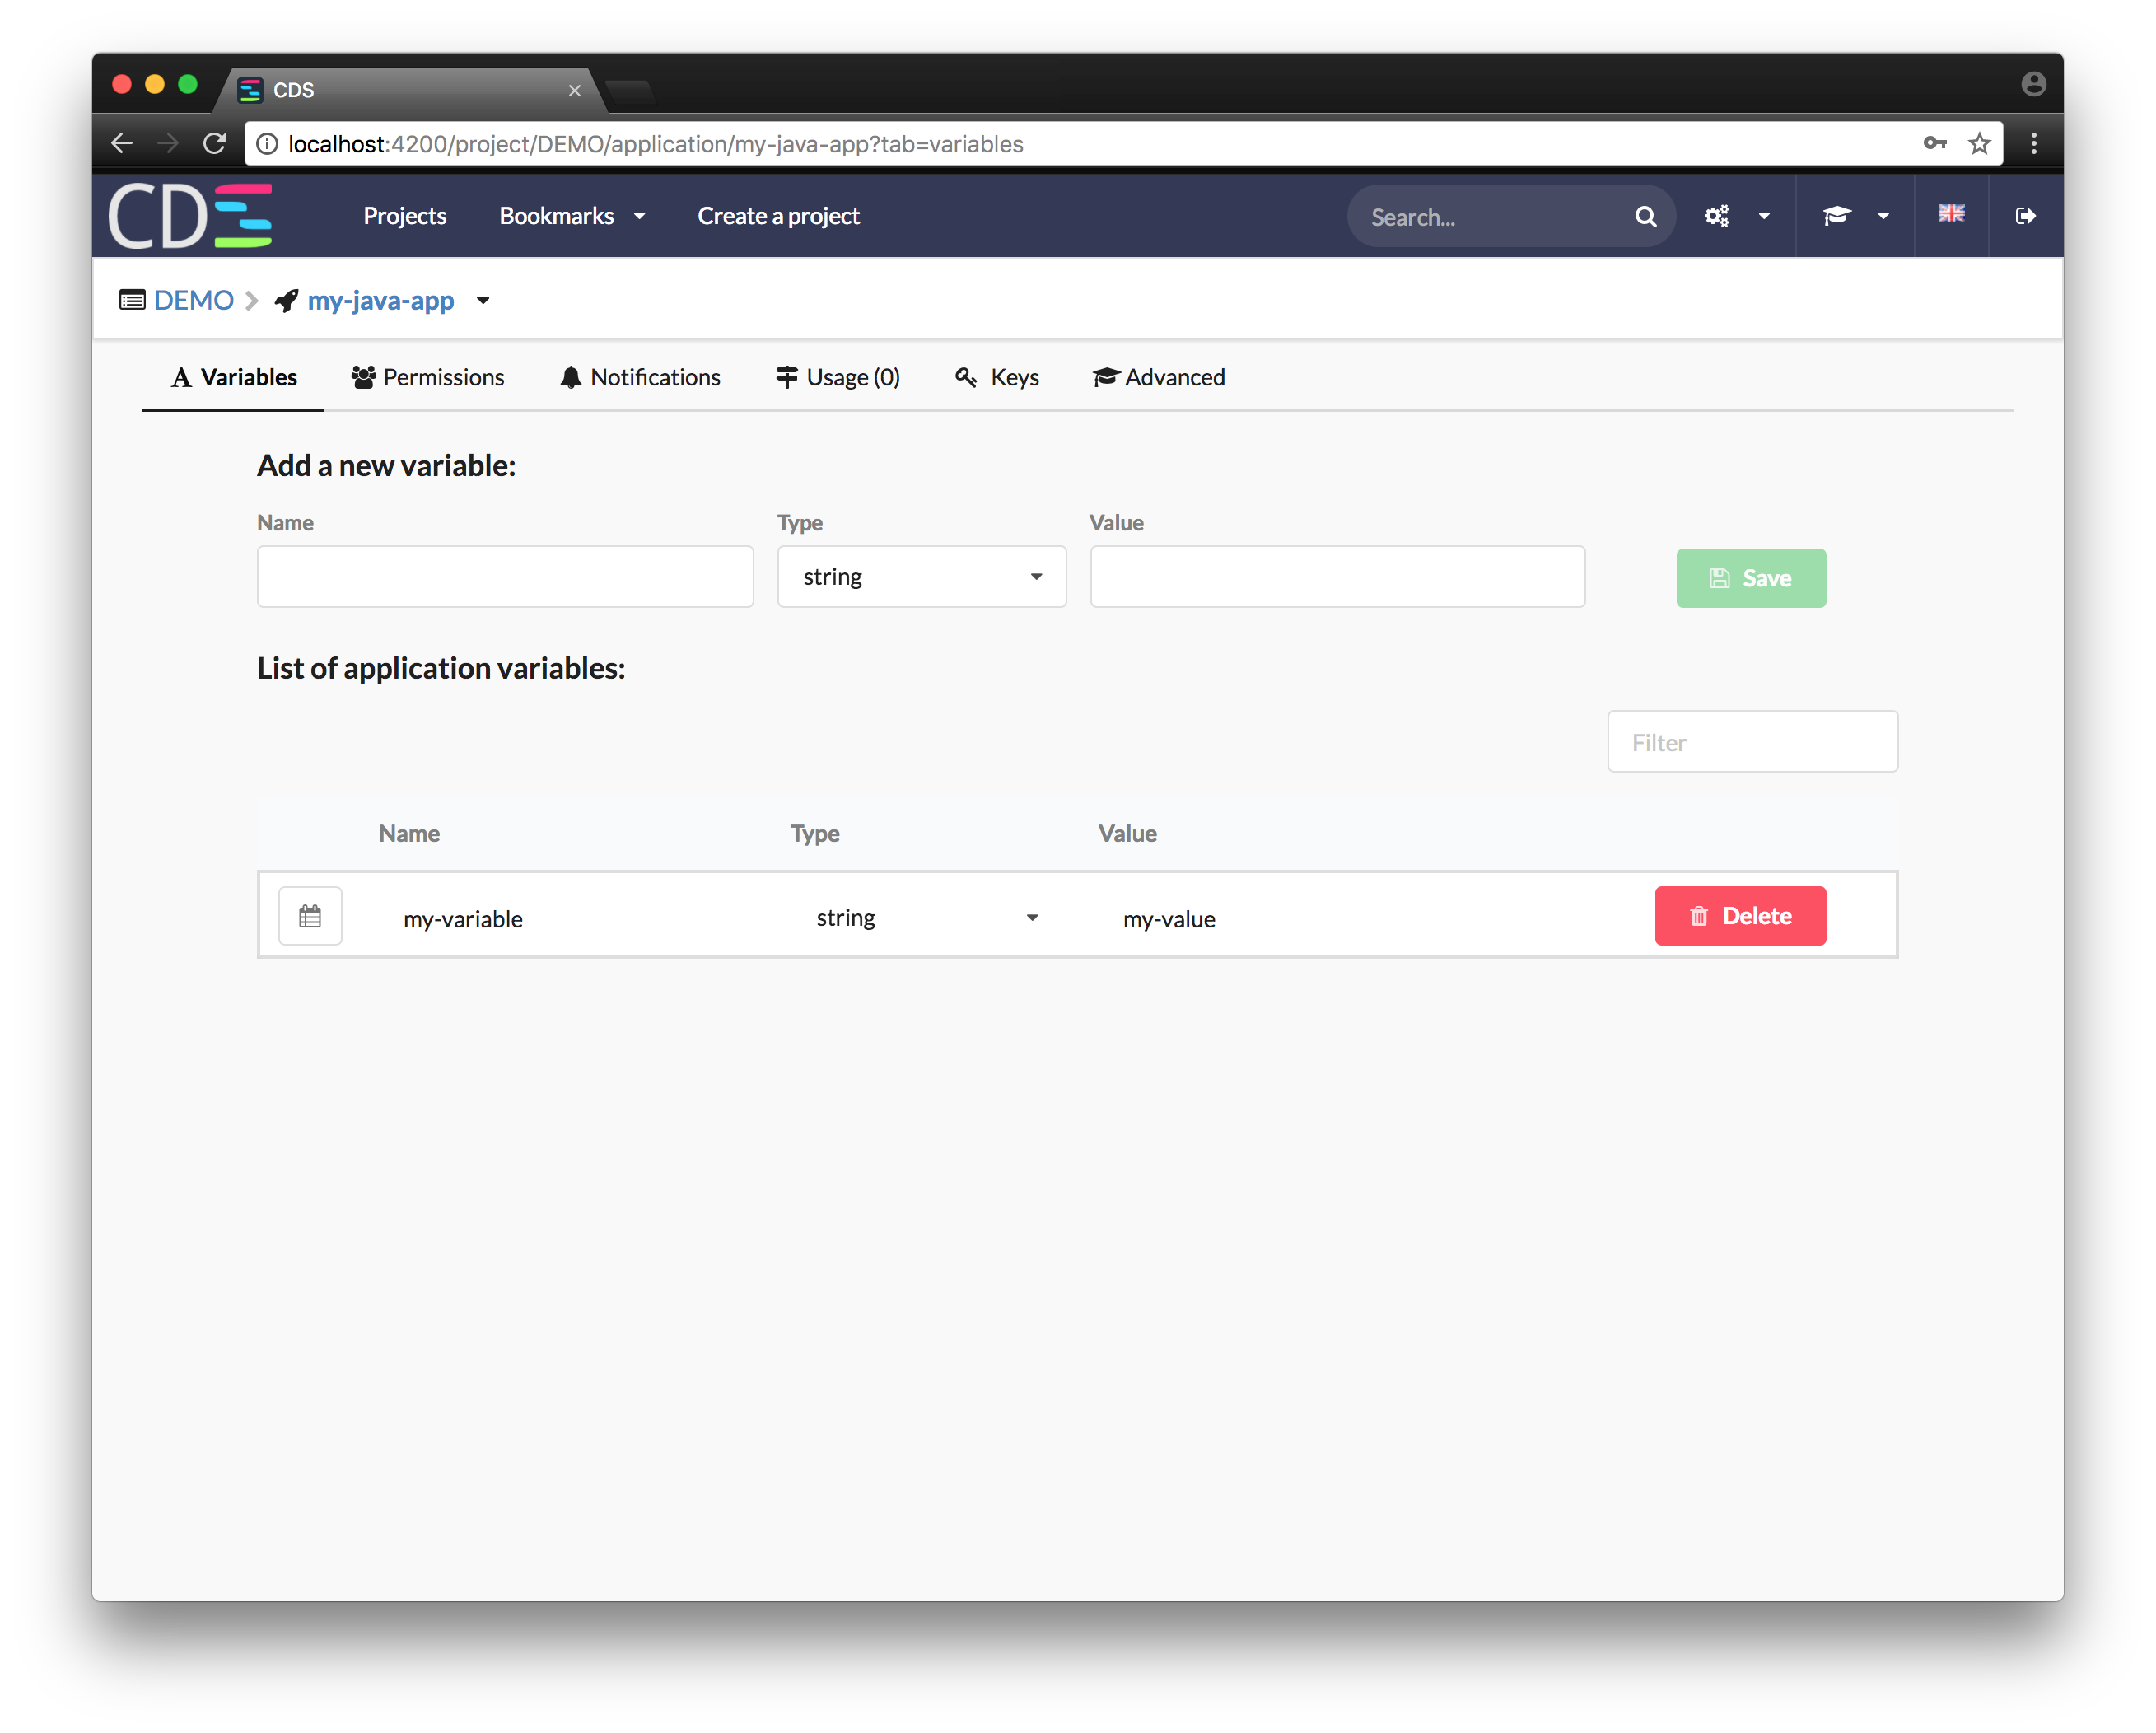 CDS
localhost:4200/project/DEMO/application/my-java-app?tab=variables
CDS Projects Bookmarks Create a project Search...
DEMO my-java-app
Variables Permissions Notifications Usage (0) Keys Advanced
Add a new variable:
Name Type Value
string Save
List of application variables:
Filter
Name Type Value
my-variable string my-value Delete